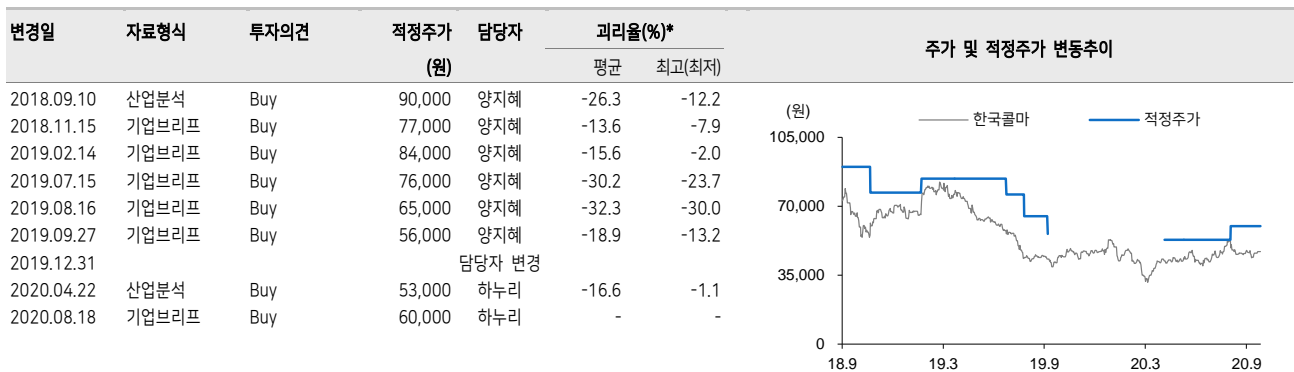 변경일 자료형식 투자의견 적정주가 담당자 괴리율(%)* 주가 및 적정주가 변동추이
(원) 평균 최고(최저)
2018.09.10 산업분석 Buy 90,000 양지혜 -26.3 -12.2
2018.11.15 기업브리프 Buy 77,000 양지혜 -13.6 -7.9
2019.02.14 기업브리프 Buy 84,000 양지혜 -15.6 -2.0
2019.07.15 기업브리프 Buy 76,000 양지혜 -30.2 -23.7
2019.08.16 기업브리프 Buy 65,000 양지혜 -32.3 -30.0
2019.09.27 기업브리프 Buy 56,000 양지혜 -18.9 -13.2
2019.12.31 담당자 변경
2020.04.22 산업분석 Buy 53,000 하누리 -16.6 -1.1
2020.08.18 기업브리프 Buy 60,000 하누리 - -
(원) 한국콜마 적정주가
105,000
70,000
35,000
0
18.9 19.3 19.9 20.3 20.9